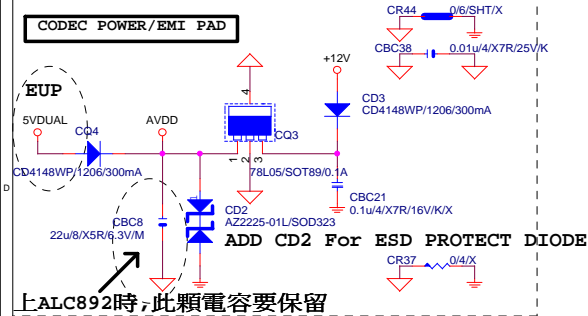 CODEC POWER/EMI PAD
CR44
0/6/SHT/X
CBC38
0.01u/4/X7R/25V/K
+12V
EUP
5VDUAL
CQ4
AVDD
4
CQ3
CD3
CD4148WP/1206/300mA
CD4148WP/1206/300mA
1
2
3
78L05/SOT89/0.1A
D
CBC8
22u/8/X5R/6.3V/M
CD2
AZ2225-01L/SOD323
CBC21
0.1u/4/X7R/16V/K/X
ADD CD2 For ESD PROTECT DIODE
CR37
0/4/X
上ALC892時,此顆電容要保留